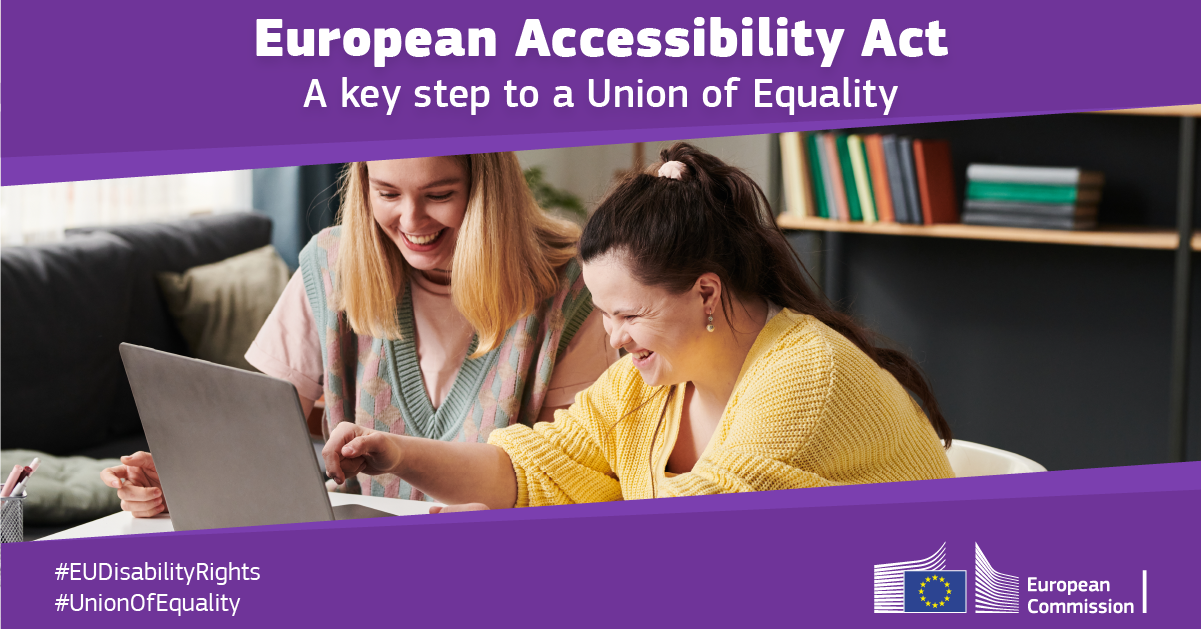 European Accessibility Act
A key step to a Union of Equality
#EUDisabilityRights
#UnionOfEquality
European
Commission